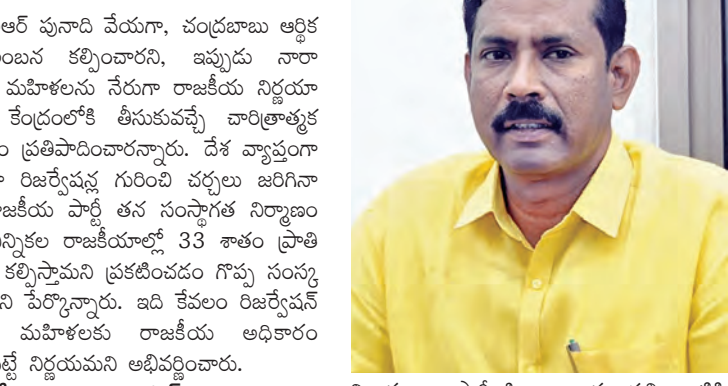 ఆర్ పునాది వేయగా, చంద్రబాబు ఆర్థిక
ంబన కల్పించారని, ఇప్పుడు నారా
మహిళలను నేరుగా రాజకీయ నిర్ణయా
కేంద్రంలోకి తీసుకువచ్చే చారిత్రాత్మక
ం ప్రతిపాదించారన్నారు. దేశ వ్యాప్తంగా
ా రిజర్వేషన్ల గురించి చర్చలు జరిగినా
ాజకీయ పార్టీ తన సంస్థాగత నిర్మాణం
న్నికల రాజకీయాల్లో 33 శాతం ప్రాతి
కల్పిస్తామని ప్రకటించడం గొప్ప సంస్క
ని పేర్కొన్నారు. ఇది కేవలం రిజర్వేషన్
మహిళలకు రాజకీయ అధికారం
ట్టే నిర్ణయమని అభివర్ణించారు.